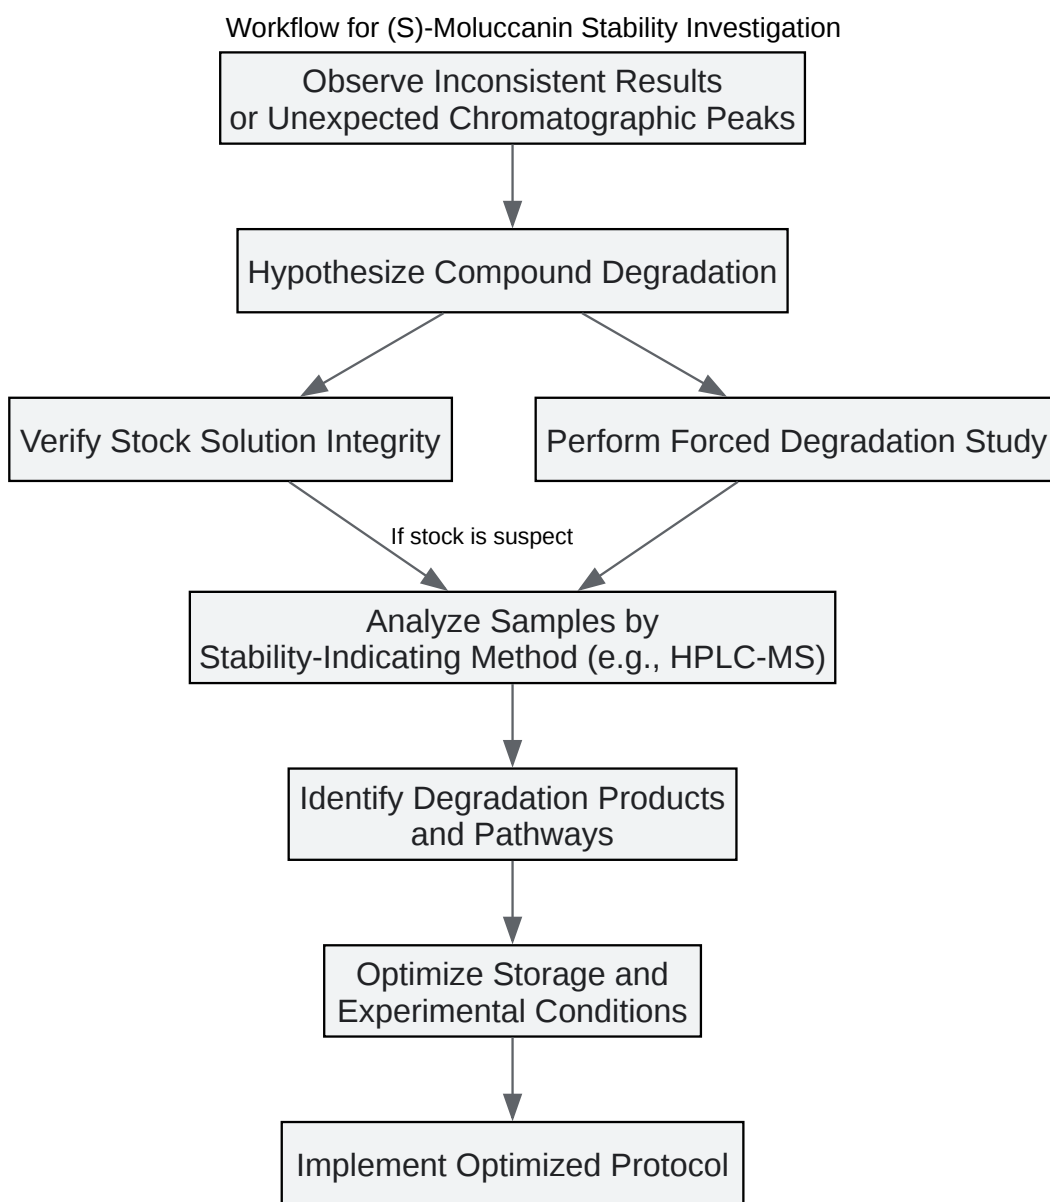 Workflow for (S)-Moluccanin Stability Investigation
Observe Inconsistent Results
or Unexpected Chromatographic Peaks
Hypothesize Compound Degradation
Verify Stock Solution Integrity
Perform Forced Degradation Study
If stock is suspect
Analyze Samples by
Stability-Indicating Method (e.g., HPLC-MS)
Identify Degradation Products
and Pathways
Optimize Storage and
Experimental Conditions
Implement Optimized Protocol